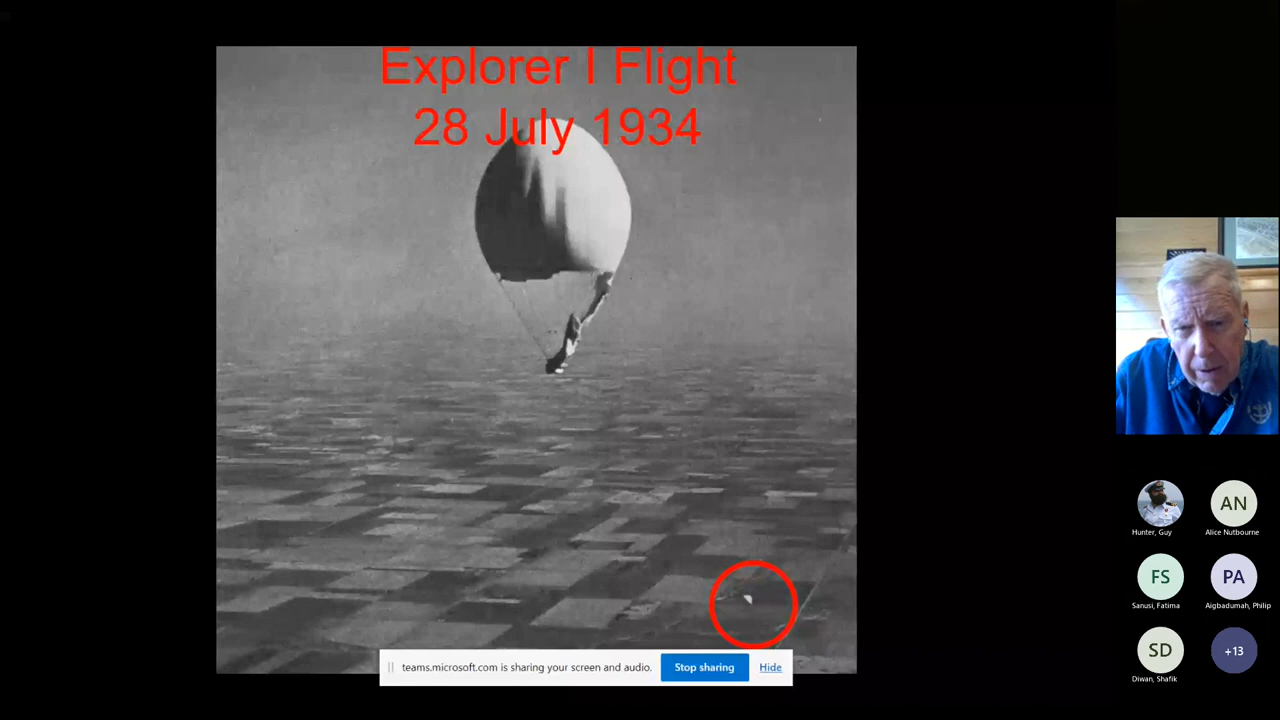 Explorer I Flight
28 July 1934
teams.microsoft.com is sharing your screen and audio.
Stop sharing
Hide
Hunter, Guy
AN
Alice Nutbourne
FS
Sanusi, Fatima
PA
Aigbadumah, Philip
SD
Diwan, Shafik
+13